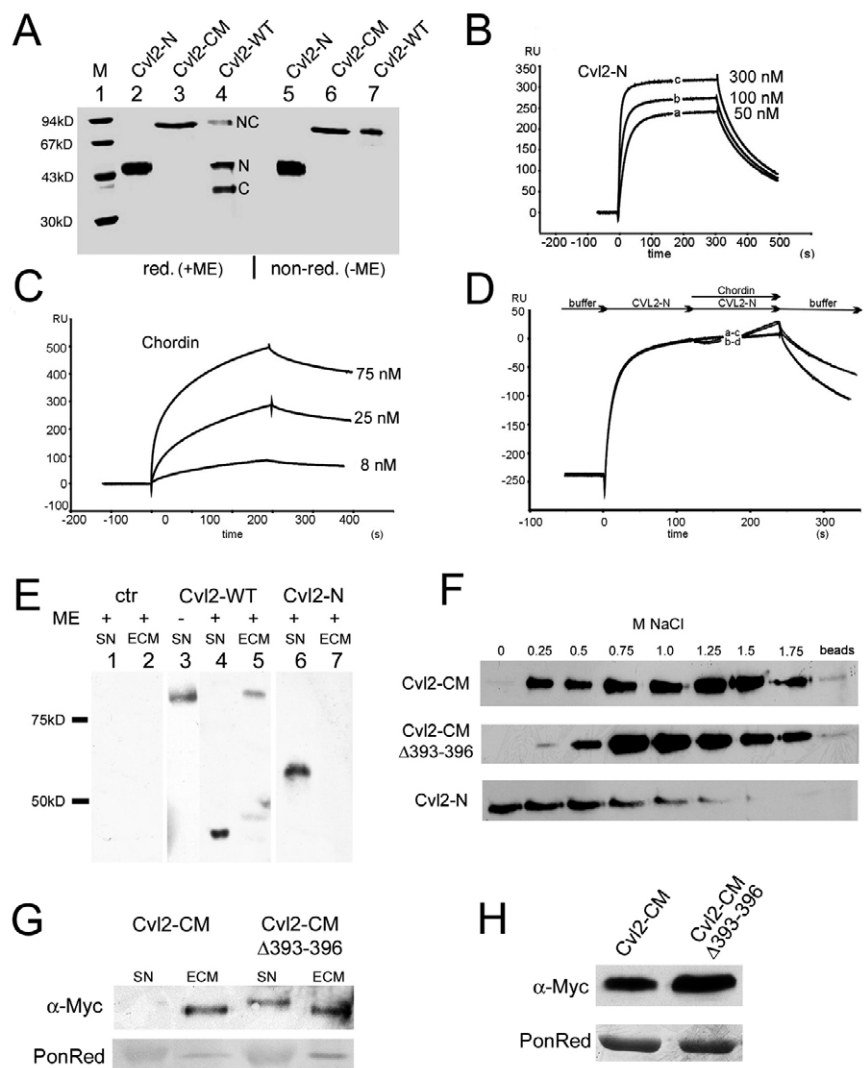 A
M
Cvl2-N
Cvl2-CM
Cvl2-WT
Cvl2-N
Cvl2-CM
Cvl2-WT
1 2 3 4 5 6 7
94kD
67kD
43kD
30kD
NC
N
C
red. (+ME) non-red. (-ME)
B
RU
Cvl2-N
350
300
250
200
150
100
50
0
c
b
a
300 nM
100 nM
50 nM
-200 -100 0 100 200 300 400 500
time (s)
C
RU
Chordin
500
400
300
200
100
0
-100
75 nM
25 nM
8 nM
-200 -100 0 100 200 300 400
time (s)
D
Chordin
buffer CVL2-N CVL2-N buffer
RU
50
0
-50
-100
-150
-200
-250
a-c
b-d
-100 0 100 200 300
time (s)
E
ctr Cvl2-WT Cvl2-N
ME + + - + + + +
SN ECM SN SN ECM SN ECM
1 2 3 4 5 6 7
75kD
50kD
F
M NaCl
0 0.25 0.5 0.75 1.0 1.25 1.5 1.75 beads
Cvl2-CM
Cvl2-CM
Δ393-396
Cvl2-N
G
Cvl2-CM Cvl2-CM
Δ393-396
SN ECM SN ECM
α-Myc
PonRed
H
Cvl2-CM
Cvl2-CM
Δ393-396
α-Myc
PonRed